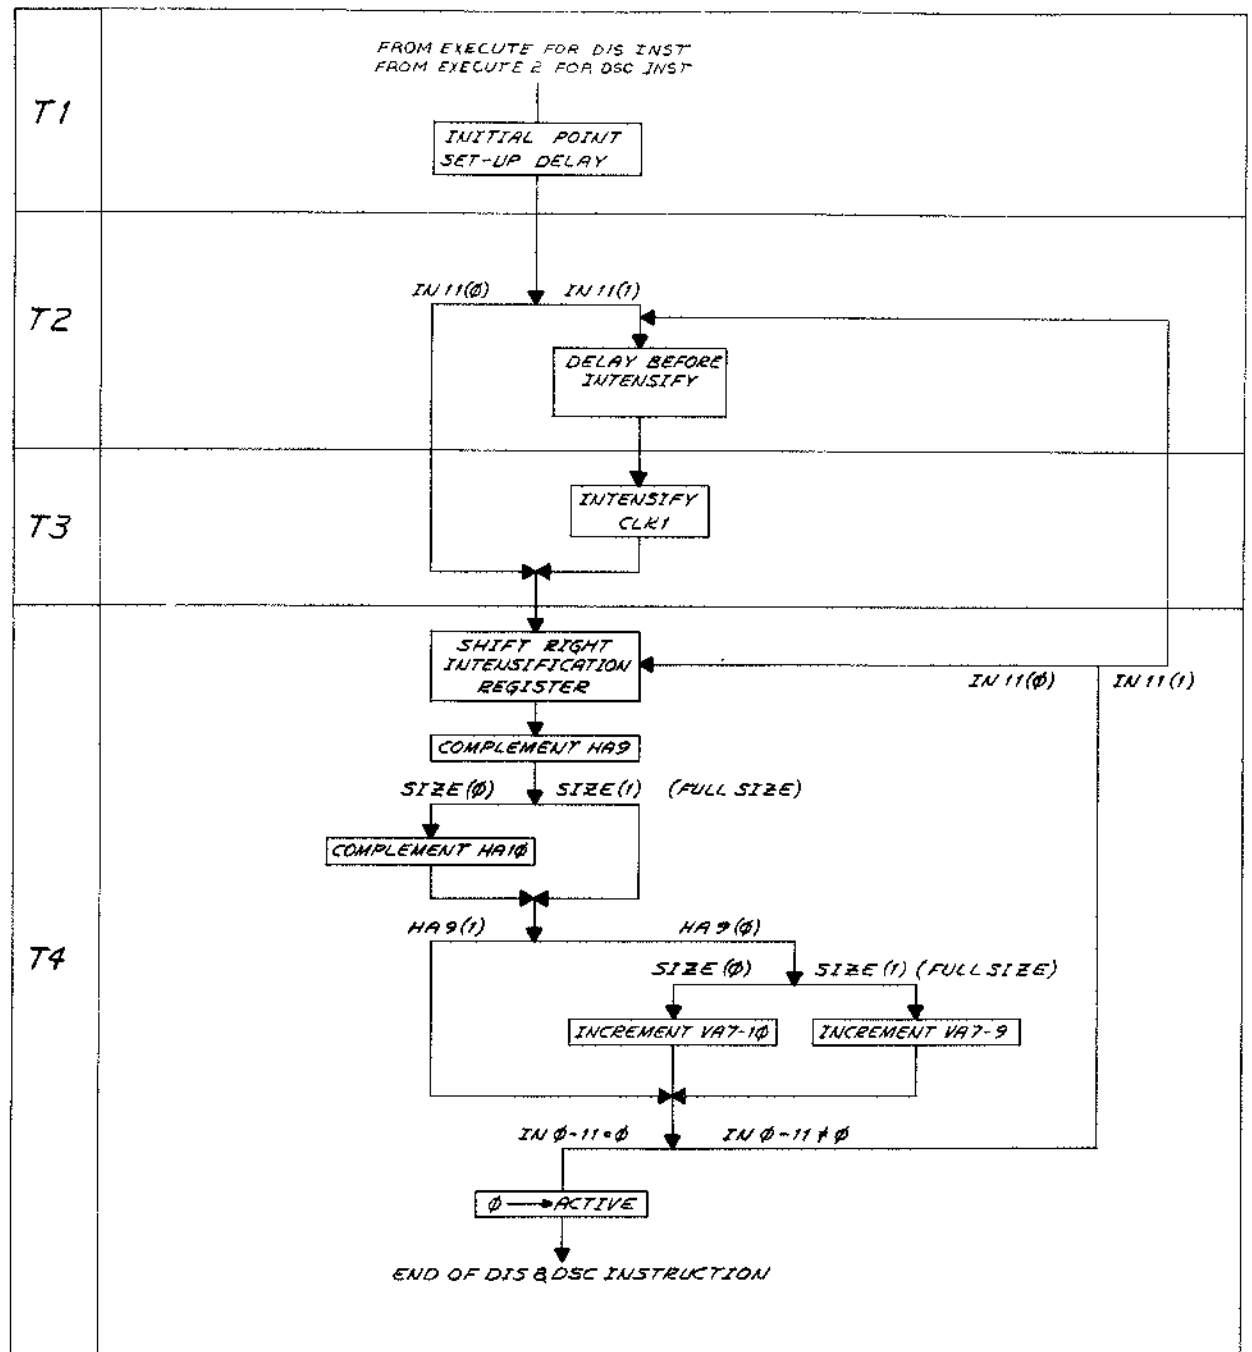 FROM EXECUTE FOR DIS INST
FROM EXECUTE 2 FOR DSC INST
T1
INITIAL POINT
SET-UP DELAY
IN 11(φ) IN 11(1)
T2
DELAY BEFORE
INTENSIFY
T3
INTENSIFY
CLK1
SHIFT RIGHT
INTENSIFICATION
REGISTER
IN 11(φ) IN 11(1)
COMPLEMENT HA9
SIZE(φ) SIZE(1) (FULL SIZE)
COMPLEMENT HA1φ
HA9(1) HA9(φ)
T4
SIZE(φ) SIZE(1) (FULL SIZE)
INCREMENT VA7-1φ INCREMENT VA7-9
IN φ-11=φ IN φ-11≠φ
φ→ACTIVE
END OF DIS & DSC INSTRUCTION